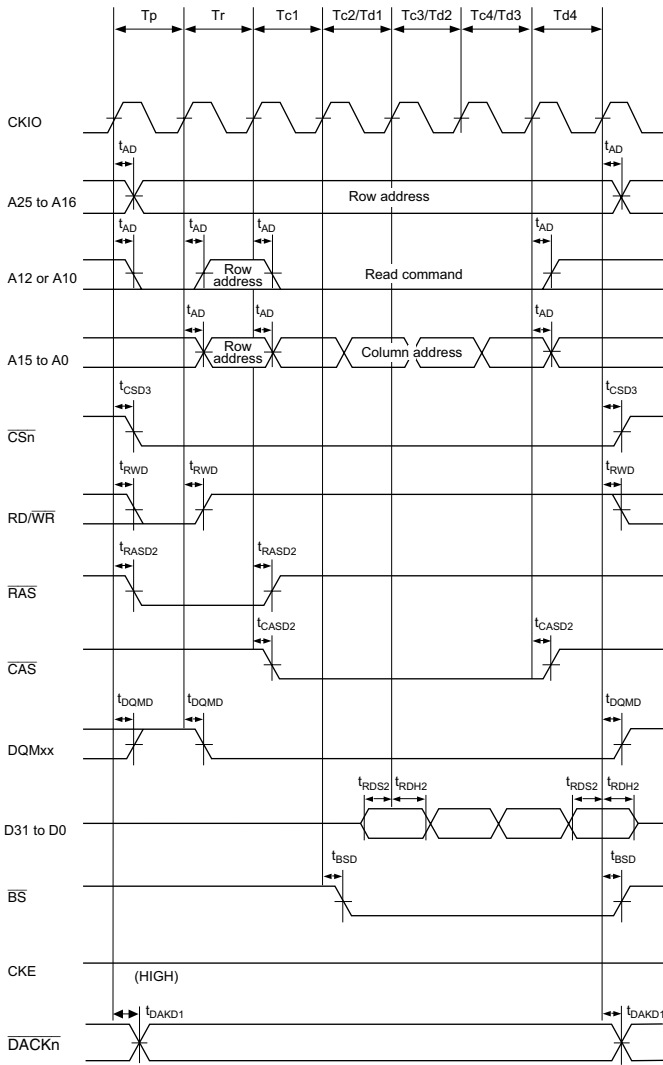 Tp Tr Tc1 Tc2/Td1 Tc3/Td2 Tc4/Td3 Td4
CKIO
tAD tAD
A25 to A16 Row address
tAD tAD tAD tAD
A12 or A10 Row address Read command
tAD tAD tAD
A15 to A0 Row address Column address
tCSD3 tCSD3
CSn
tRWD tRWD tRWD
RD/WR
tRASD2 tRASD2
RAS
tCASD2 tCASD2
CAS
tDQMD tDQMD tDQMD
DQMxx
tRDS2 tRDH2 tRDS2 tRDH2
D31 to D0
tBSD tBSD
BS
CKE
(HIGH)
tDAKD1 tDAKD1
DACKn